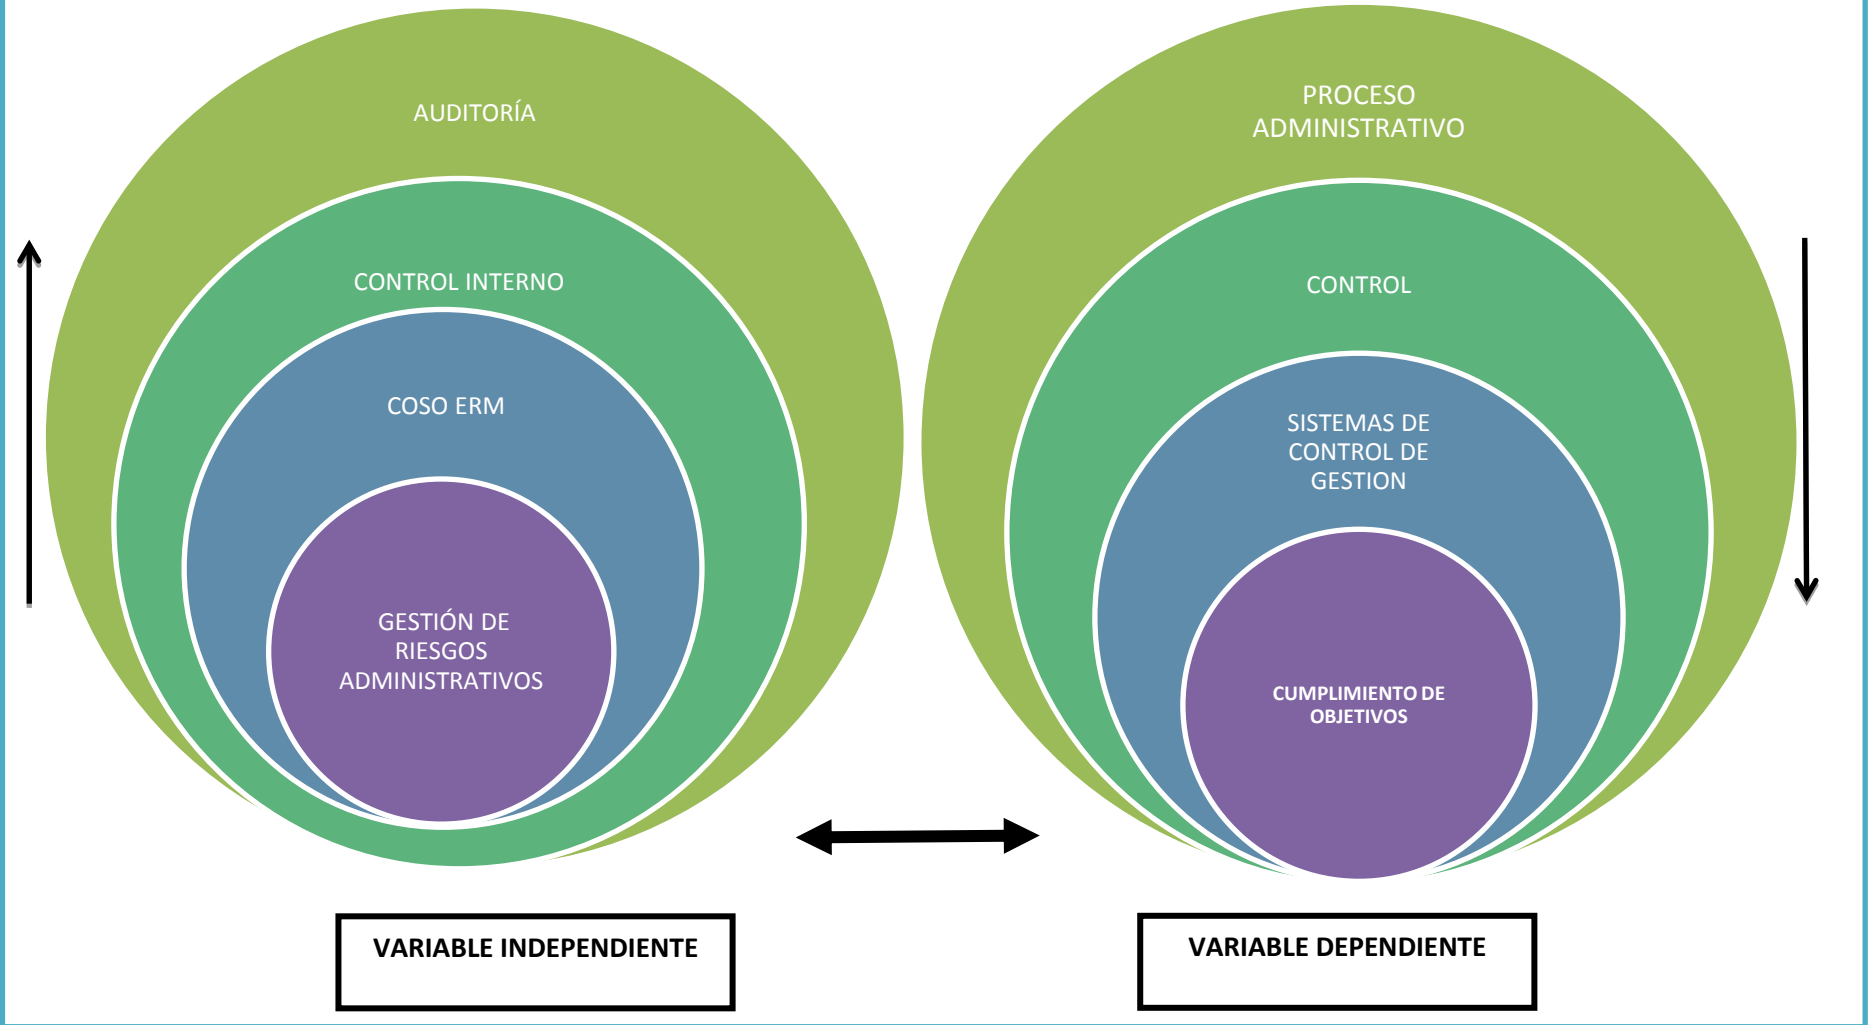 AUDITORÍA
CONTROL INTERNO
COSO ERM
GESTIÓN DE
RIESGOS
ADMINISTRATIVOS
PROCESO
ADMINISTRATIVO
CONTROL
SISTEMAS DE
CONTROL DE
GESTION
CUMPLIMIENTO DE
OBJETIVOS
VARIABLE INDEPENDIENTE
VARIABLE DEPENDIENTE